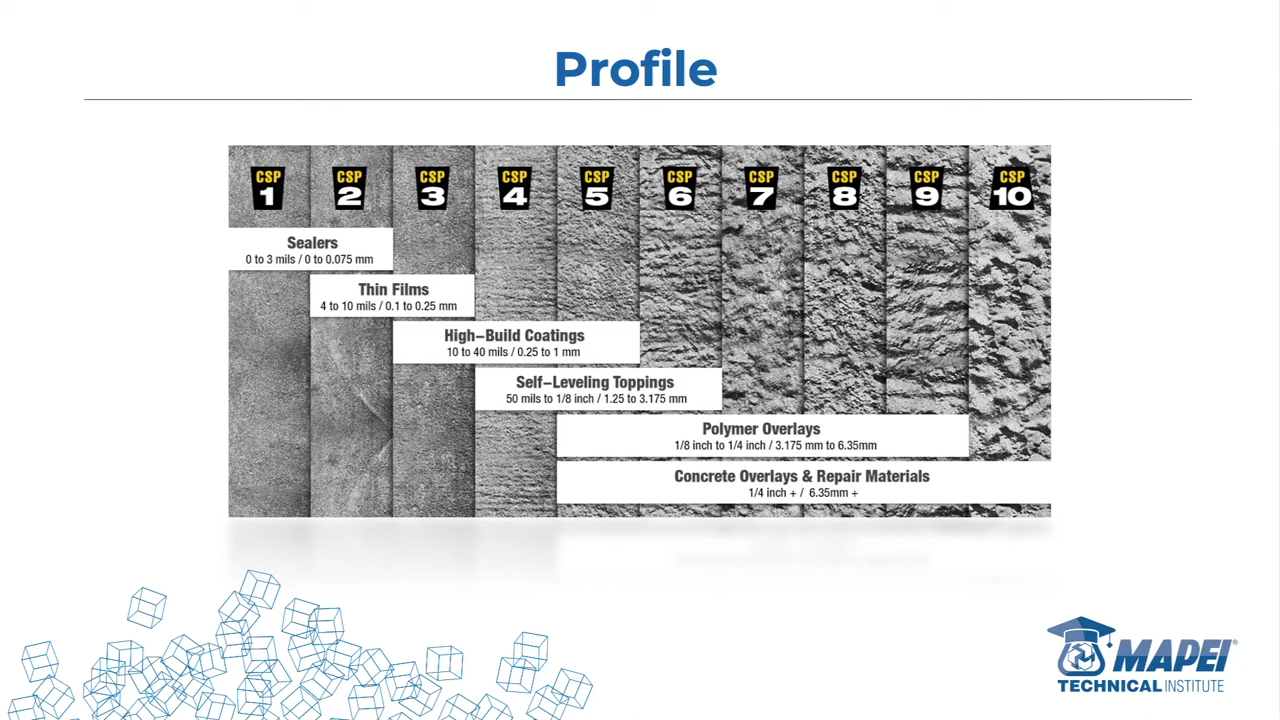 Profile
CSP 1
CSP 2
CSP 3
CSP 4
CSP 5
CSP 6
CSP 7
CSP 8
CSP 9
CSP 10
Sealers
0 to 3 mils / 0 to 0.075 mm
Thin Films
4 to 10 mils / 0.1 to 0.25 mm
High–Build Coatings
10 to 40 mils / 0.25 to 1 mm
Self–Leveling Toppings
50 mils to 1/8 inch / 1.25 to 3.175 mm
Polymer Overlays
1/8 inch to 1/4 inch / 3.175 mm to 6.35mm
Concrete Overlays & Repair Materials
1/4 inch + / 6.35mm +
MAPEI®
TECHNICAL INSTITUTE